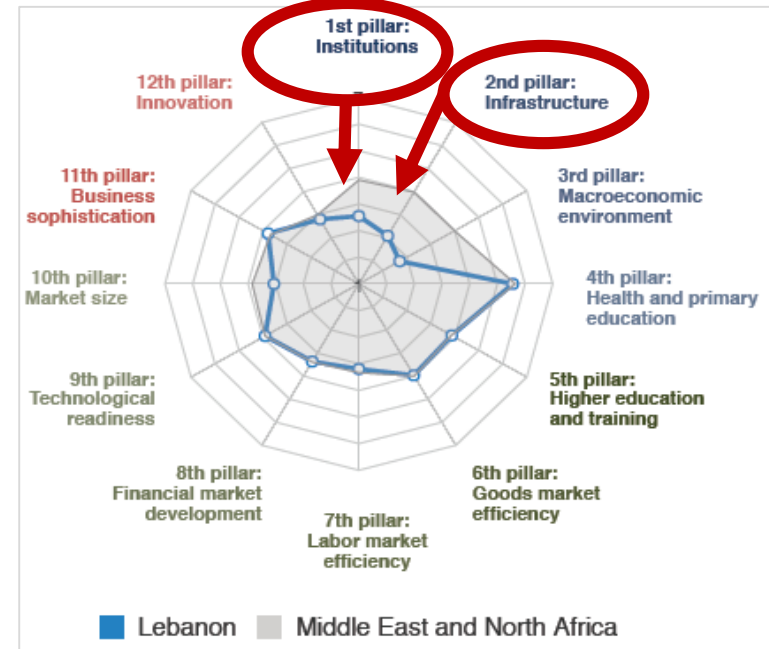 1st pillar:
Institutions
2nd pillar:
Infrastructure
3rd pillar:
Macroeconomic
environment
4th pillar:
Health and primary
education
5th pillar:
Higher education
and training
6th pillar:
Goods market
efficiency
7th pillar:
Labor market
efficiency
8th pillar:
Financial market
development
9th pillar:
Technological
readiness
10th pillar:
Market size
11th pillar:
Business
sophistication
12th pillar:
Innovation
Lebanon
Middle East and North Africa